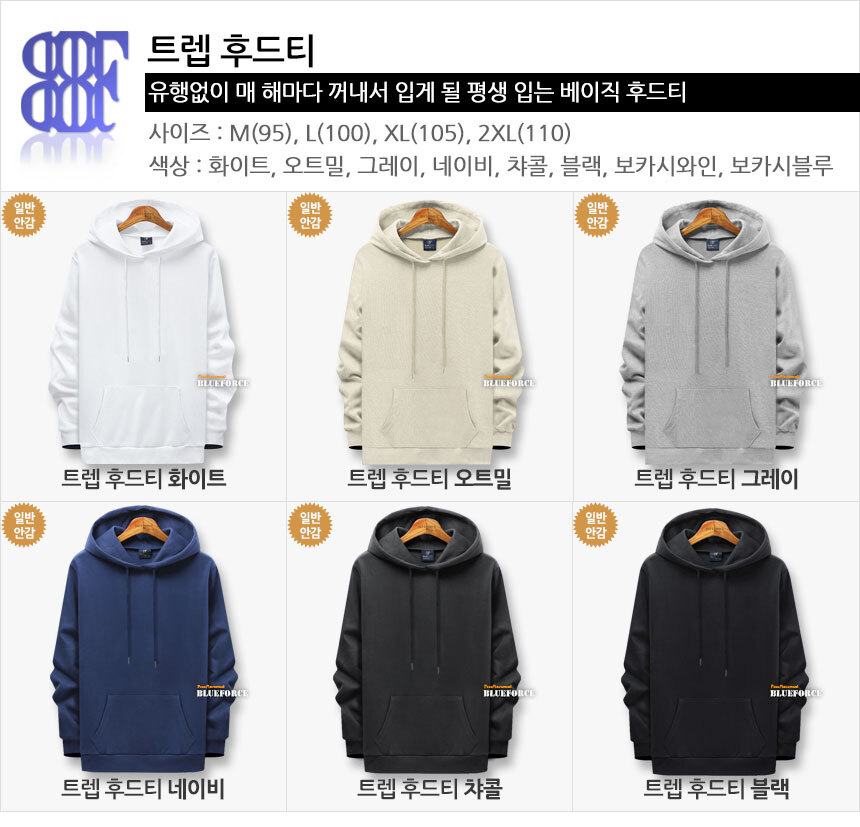 트렙 후드티
유행없이 매 해마다 꺼내서 입게 될 평생 입는 베이직 후드티
사이즈 : M(95), L(100), XL(105), 2XL(110)
색상 : 화이트, 오트밀, 그레이, 네이비, 챠콜, 블랙, 보카시와인, 보카시블루
일반
안감
BLUEFORCE
트렙 후드티 화이트
일반
안감
BLUEFORCE
트렙 후드티 오트밀
일반
안감
BLUEFORCE
트렙 후드티 그레이
일반
안감
BLUEFORCE
트렙 후드티 네이비
일반
안감
BLUEFORCE
트렙 후드티 챠콜
일반
안감
BLUEFORCE
트렙 후드티 블랙